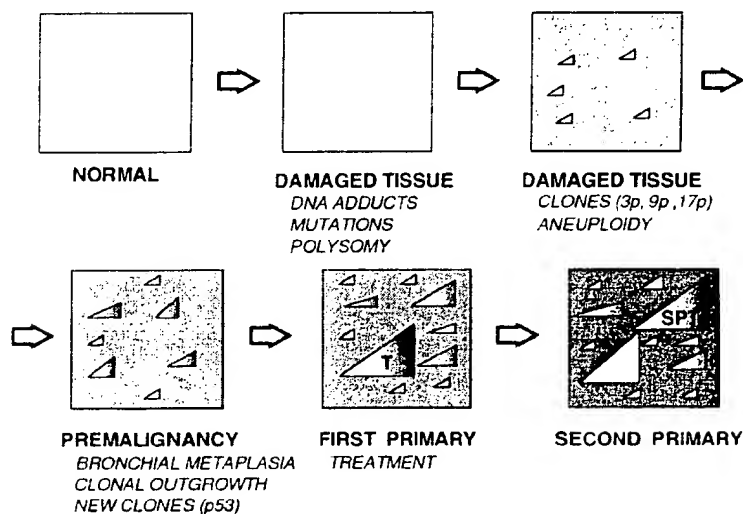 NORMAL
DAMAGED TISSUE
DNA ADDUCTS
MUTATIONS
POLYSOMY
DAMAGED TISSUE
CLONES (3p, 9p ,17p)
ANEUPLOIDY
T
SPT
PREMALIGNANCY
BRONCHIAL METAPLASIA
CLONAL OUTGROWTH
NEW CLONES (p53)
FIRST PRIMARY
TREATMENT
SECOND PRIMARY